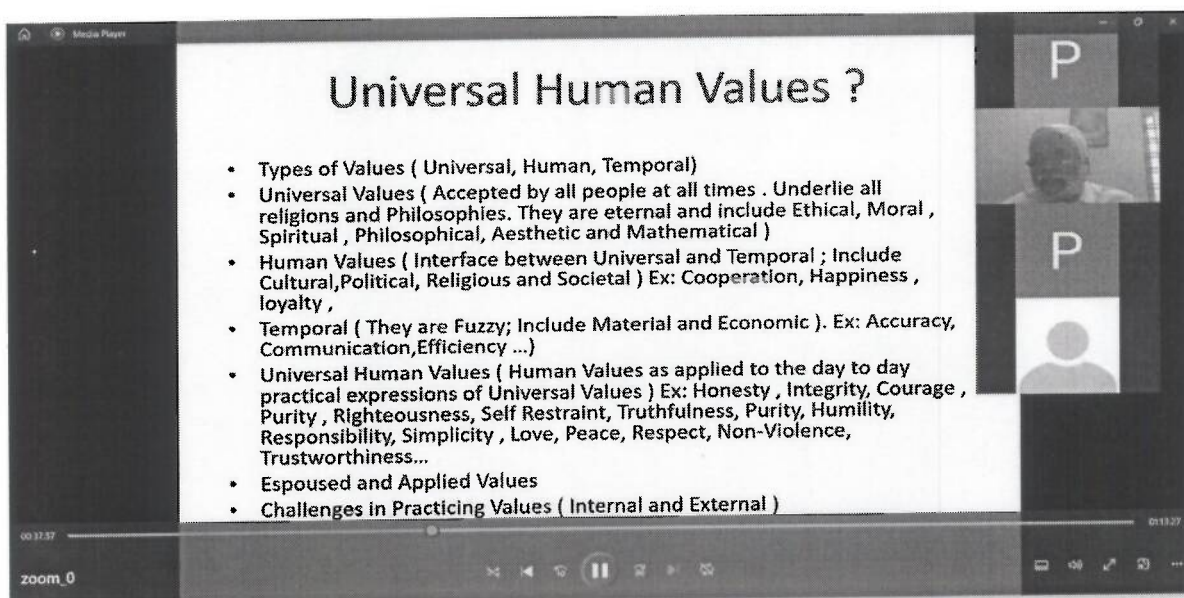 Media Player
Universal Human Values ?
P
• Types of Values ( Universal, Human, Temporal)
• Universal Values ( Accepted by all people at all times . Underlie all
religions and Philosophies. They are eternal and include Ethical, Moral ,
Spiritual , Philosophical, Aesthetic and Mathematical )
• Human Values ( Interface between Universal and Temporal ; Include
Cultural,Political, Religious and Societal ) Ex: Cooperation, Happiness ,
loyalty ,
P
• Temporal ( They are Fuzzy; Include Material and Economic ). Ex: Accuracy,
Communication,Efficiency ...)
• Universal Human Values ( Human Values as applied to the day to day
practical expressions of Universal Values ) Ex: Honesty , Integrity, Courage ,
Purity , Righteousness, Self Restraint, Truthfulness, Purity, Humility,
Responsibility, Simplicity , Love, Peace, Respect, Non-Violence,
Trustworthiness...
• Espoused and Applied Values
• Challenges in Practicing Values ( Internal and External )
00:37:37
01:13:27
zoom_0